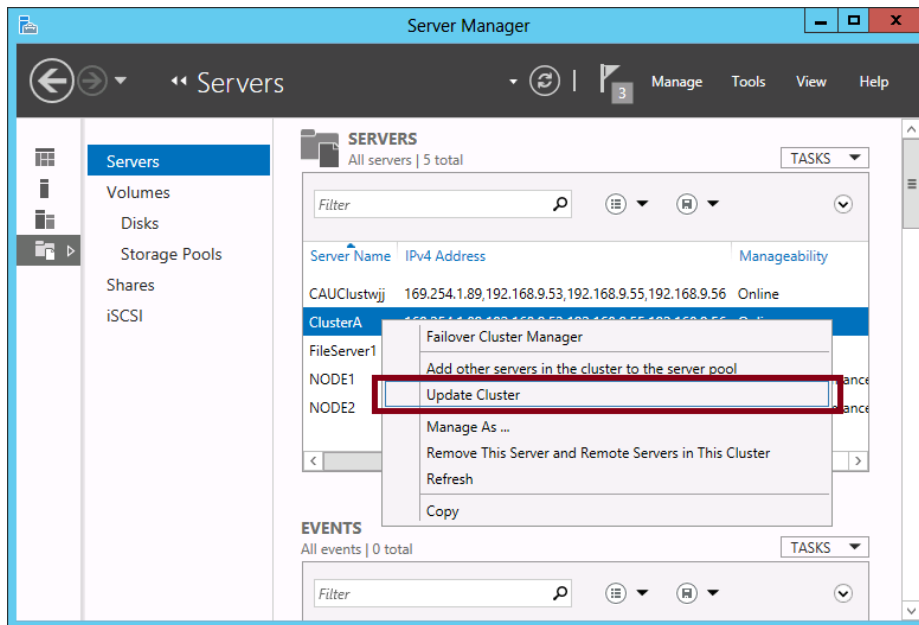 Server Manager
Servers
3
Manage Tools View Help
Servers
Volumes
Disks
Storage Pools
Shares
iSCSI
SERVERS
All servers | 5 total
TASKS
Filter
Server Name IPv4 Address Manageability
CAUClustwjj 169.254.1.89,192.168.9.53,192.168.9.55,192.168.9.56 Online
ClusterA
FileServer1
NODE1
NODE2
Failover Cluster Manager
Add other servers in the cluster to the server pool
Update Cluster
Manage As ...
Remove This Server and Remote Servers in This Cluster
Refresh
Copy
EVENTS
All events | 0 total
TASKS
Filter